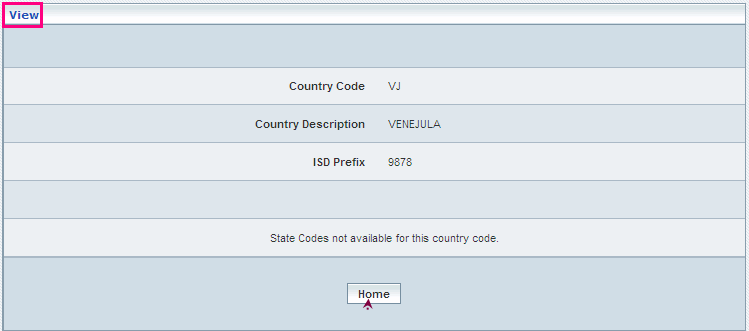 View
Country Code VJ
Country Description VENEJULA
ISD Prefix 9878
State Codes not available for this country code.
Home